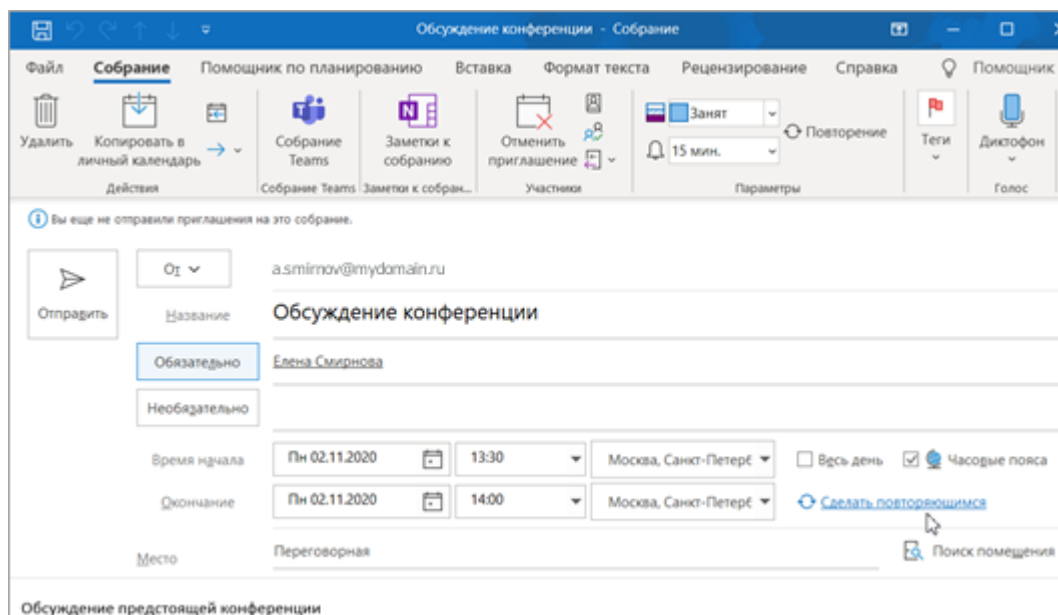 Обсуждение конференции - Собрание
Файл Собрание Помощник по планированию Вставка Формат текста Рецензирование Справка Помощник
Удалить
Копировать в
личный календарь
Действия
Собрание
Teams
Собрание Teams
Заметки к
собранию
Заметки к собран...
Отменить
приглашение
Участники
Занят
15 мин.
Повторение
Параметры
Теги
Диктофон
Голос
Вы еще не отправили приглашения на это собрание.
Отправить
От a.smirnov@mydomain.ru
Название Обсуждение конференции
Обязательно Елена Смирнова
Необязательно
Время начала Пн 02.11.2020 13:30 Москва, Санкт-Петерб Весь день Часовые пояса
Окончание Пн 02.11.2020 14:00 Москва, Санкт-Петерб Сделать повторяющимся
Место Переговорная Поиск помещения
Обсуждение предстоящей конференции